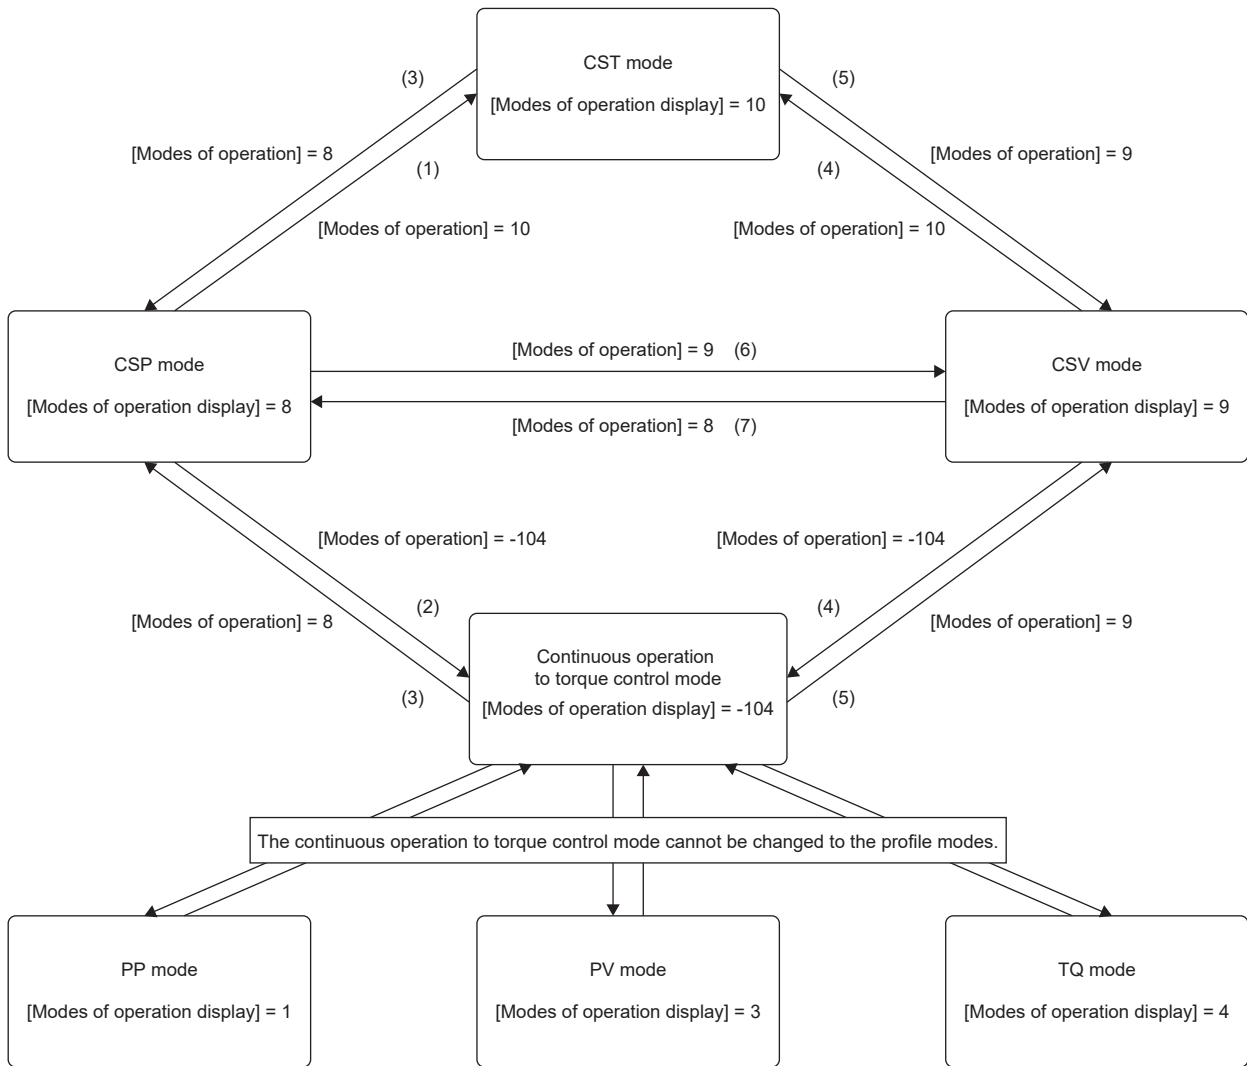 CST mode
[Modes of operation display] = 10
(3)
(5)
[Modes of operation] = 8
(1)
(4)
[Modes of operation] = 9
[Modes of operation] = 10
[Modes of operation] = 10
CSP mode
[Modes of operation display] = 8
[Modes of operation] = 9 (6)
[Modes of operation] = 8 (7)
CSV mode
[Modes of operation display] = 9
[Modes of operation] = -104
[Modes of operation] = -104
(2)
(4)
[Modes of operation] = 8
[Modes of operation] = 9
(3)
(5)
Continuous operation
to torque control mode
[Modes of operation display] = -104
The continuous operation to torque control mode cannot be changed to the profile modes.
PP mode
[Modes of operation display] = 1
PV mode
[Modes of operation display] = 3
TQ mode
[Modes of operation display] = 4